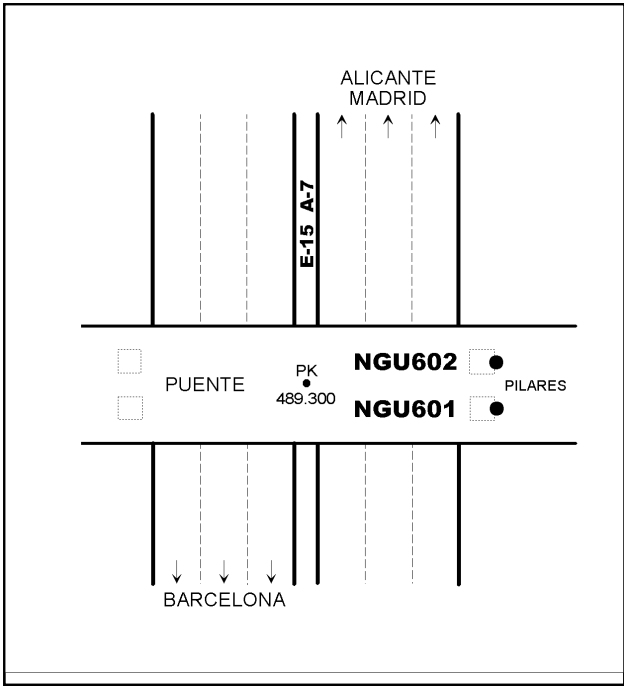 ALICANTE
MADRID
E-15 A-7
NGU602
PUENTE
PK
489.300
PILARES
NGU601
BARCELONA